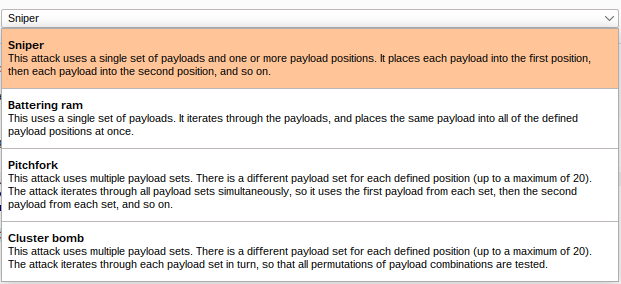 Sniper
Sniper
This attack uses a single set of payloads and one or more payload positions. It places each payload into the first position,
then each payload into the second position, and so on.
Battering ram
This uses a single set of payloads. It iterates through the payloads, and places the same payload into all of the defined
payload positions at once.
Pitchfork
This attack uses multiple payload sets. There is a different payload set for each defined position (up to a maximum of 20).
The attack iterates through all payload sets simultaneously, so it uses the first payload from each set, then the second
payload from each set, and so on.
Cluster bomb
This attack uses multiple payload sets. There is a different payload set for each defined position (up to a maximum of 20).
The attack iterates through each payload set in turn, so that all permutations of payload combinations are tested.